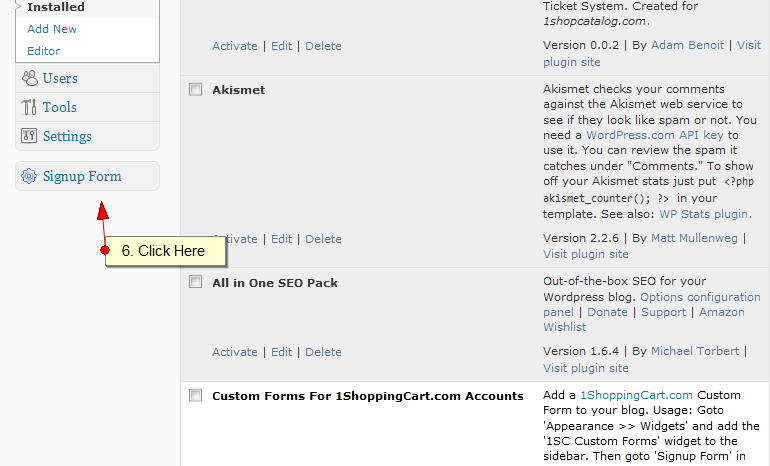 Installed
Add New
Editor
Users
Tools
Settings
Signup Form
6. Click Here
Ticket System. Created for
1shopcatalog.com.
Activate | Edit | Delete
Version 0.0.2 | By Adam Benoit | Visit
plugin site
Akismet
Akismet checks your comments
against the Akismet web service to
see if they look like spam or not. You
need a WordPress.com API key to
use it. You can review the spam it
catches under "Comments." To show
off your Akismet stats just put <?php
akismet_counter(); ?> in your
template. See also: WP Stats plugin.
ctivate | Edit | Delete
Version 2.2.6 | By Matt Mullenweg |
Visit plugin site
All in One SEO Pack
Out-of-the-box SEO for your
Wordpress blog. Options configuration
panel | Donate | Support | Amazon
Wishlist
Activate | Edit | Delete
Version 1.6.4 | By Michael Torbert |
Visit plugin site
Custom Forms For 1ShoppingCart.com Accounts
Add a 1ShoppingCart.com Custom
Form to your blog. Usage: Goto
'Appearance >> Widgets' and add the
'1SC Custom Forms' widget to the
sidebar. Then goto 'Signup Form' in